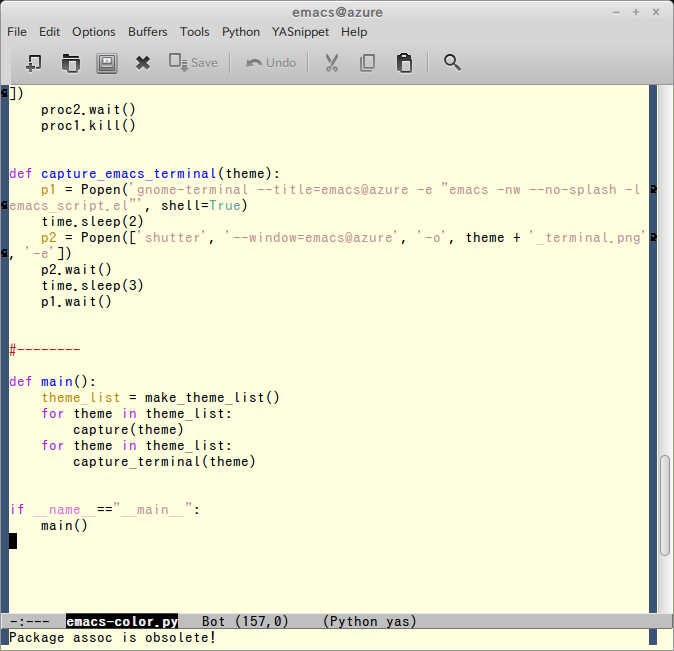 emacs@azure
File Edit Options Buffers Tools Python YASnippet Help
Save Undo
])
    proc2.wait()
    proc1.kill()
def capture_emacs_terminal(theme):
    p1 = Popen('gnome-terminal --title=emacs@azure -e "emacs -nw --no-splash -l
emacs_script.el"', shell=True)
    time.sleep(2)
    p2 = Popen(['shutter', '--window=emacs@azure', '-o', theme + '_terminal.png'
, '-e'])
    p2.wait()
    time.sleep(3)
    p1.wait()
#--------
def main():
    theme_list = make_theme_list()
    for theme in theme_list:
        capture(theme)
    for theme in theme_list:
        capture_terminal(theme)
if __name__=="__main__":
    main()
-:--- emacs-color.py Bot (157,0) (Python yas)
Package assoc is obsolete!